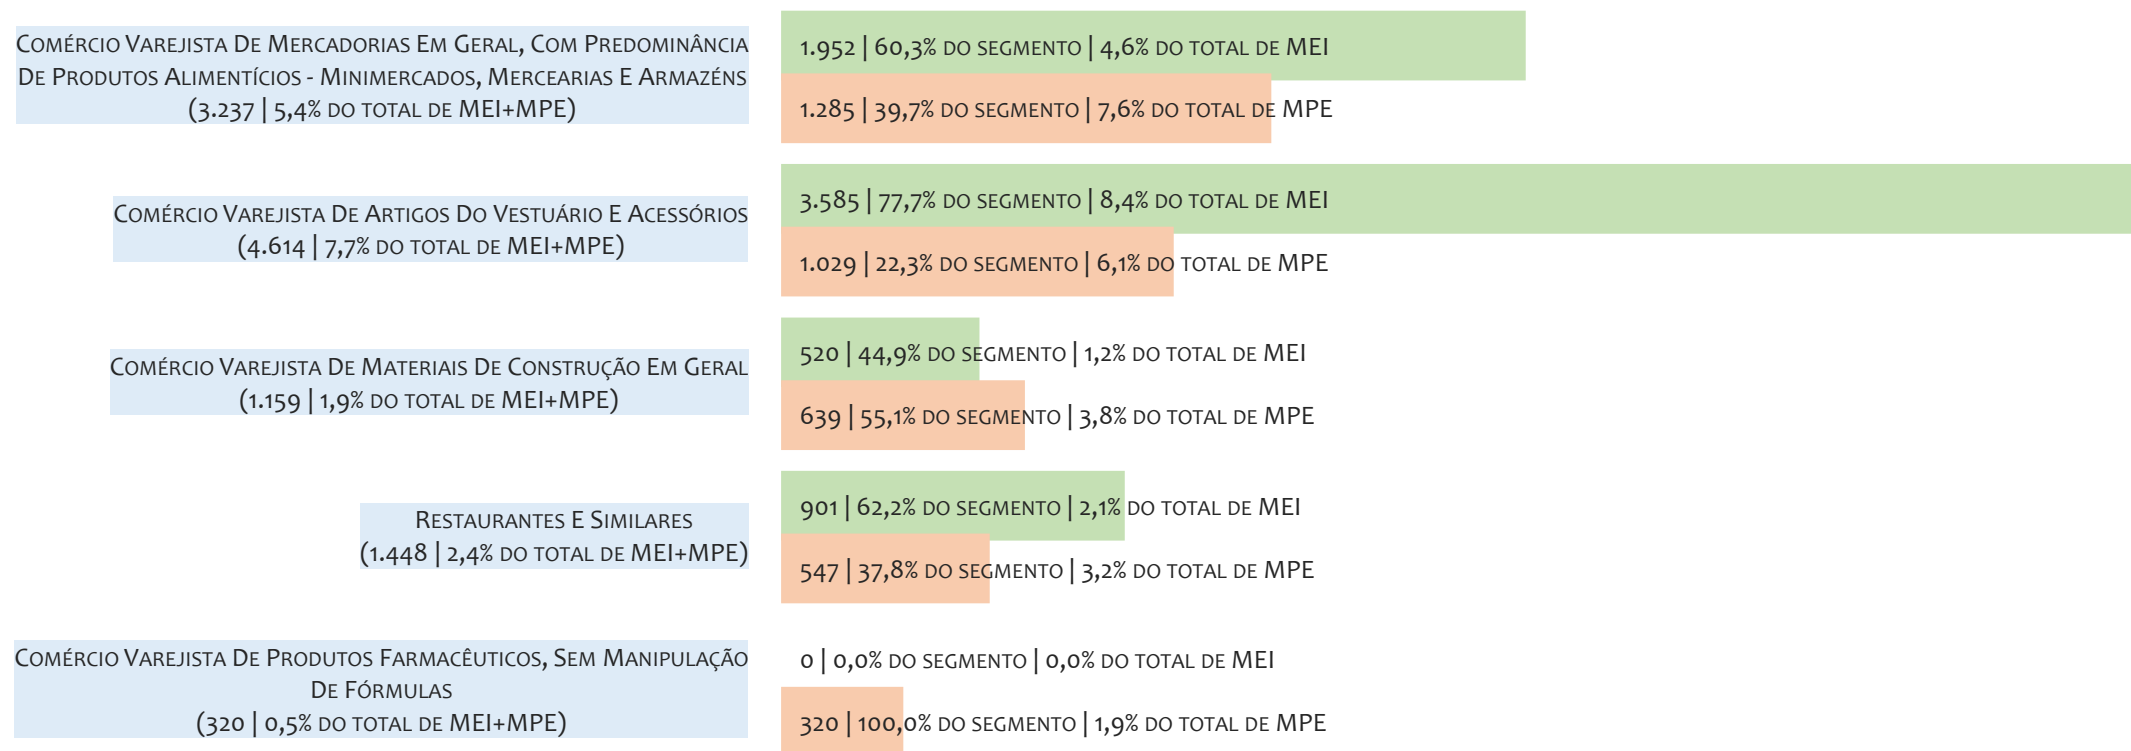 Comércio Varejista De Mercadorias Em Geral, Com Predominância
De Produtos Alimentícios - Minimercados, Mercearias E Armazéns
(3.237 | 5,4% do total de MEI+MPE)
1.952 | 60,3% do segmento | 4,6% do total de MEI
1.285 | 39,7% do segmento | 7,6% do total de MPE
Comércio Varejista De Artigos Do Vestuário E Acessórios
(4.614 | 7,7% do total de MEI+MPE)
3.585 | 77,7% do segmento | 8,4% do total de MEI
1.029 | 22,3% do segmento | 6,1% do total de MPE
Comércio Varejista De Materiais De Construção Em Geral
(1.159 | 1,9% do total de MEI+MPE)
520 | 44,9% do segmento | 1,2% do total de MEI
639 | 55,1% do segmento | 3,8% do total de MPE
Restaurantes E Similares
(1.448 | 2,4% do total de MEI+MPE)
901 | 62,2% do segmento | 2,1% do total de MEI
547 | 37,8% do segmento | 3,2% do total de MPE
Comércio Varejista De Produtos Farmacêuticos, Sem Manipulação
De Fórmulas
(320 | 0,5% do total de MEI+MPE)
0 | 0,0% do segmento | 0,0% do total de MEI
320 | 100,0% do segmento | 1,9% do total de MPE